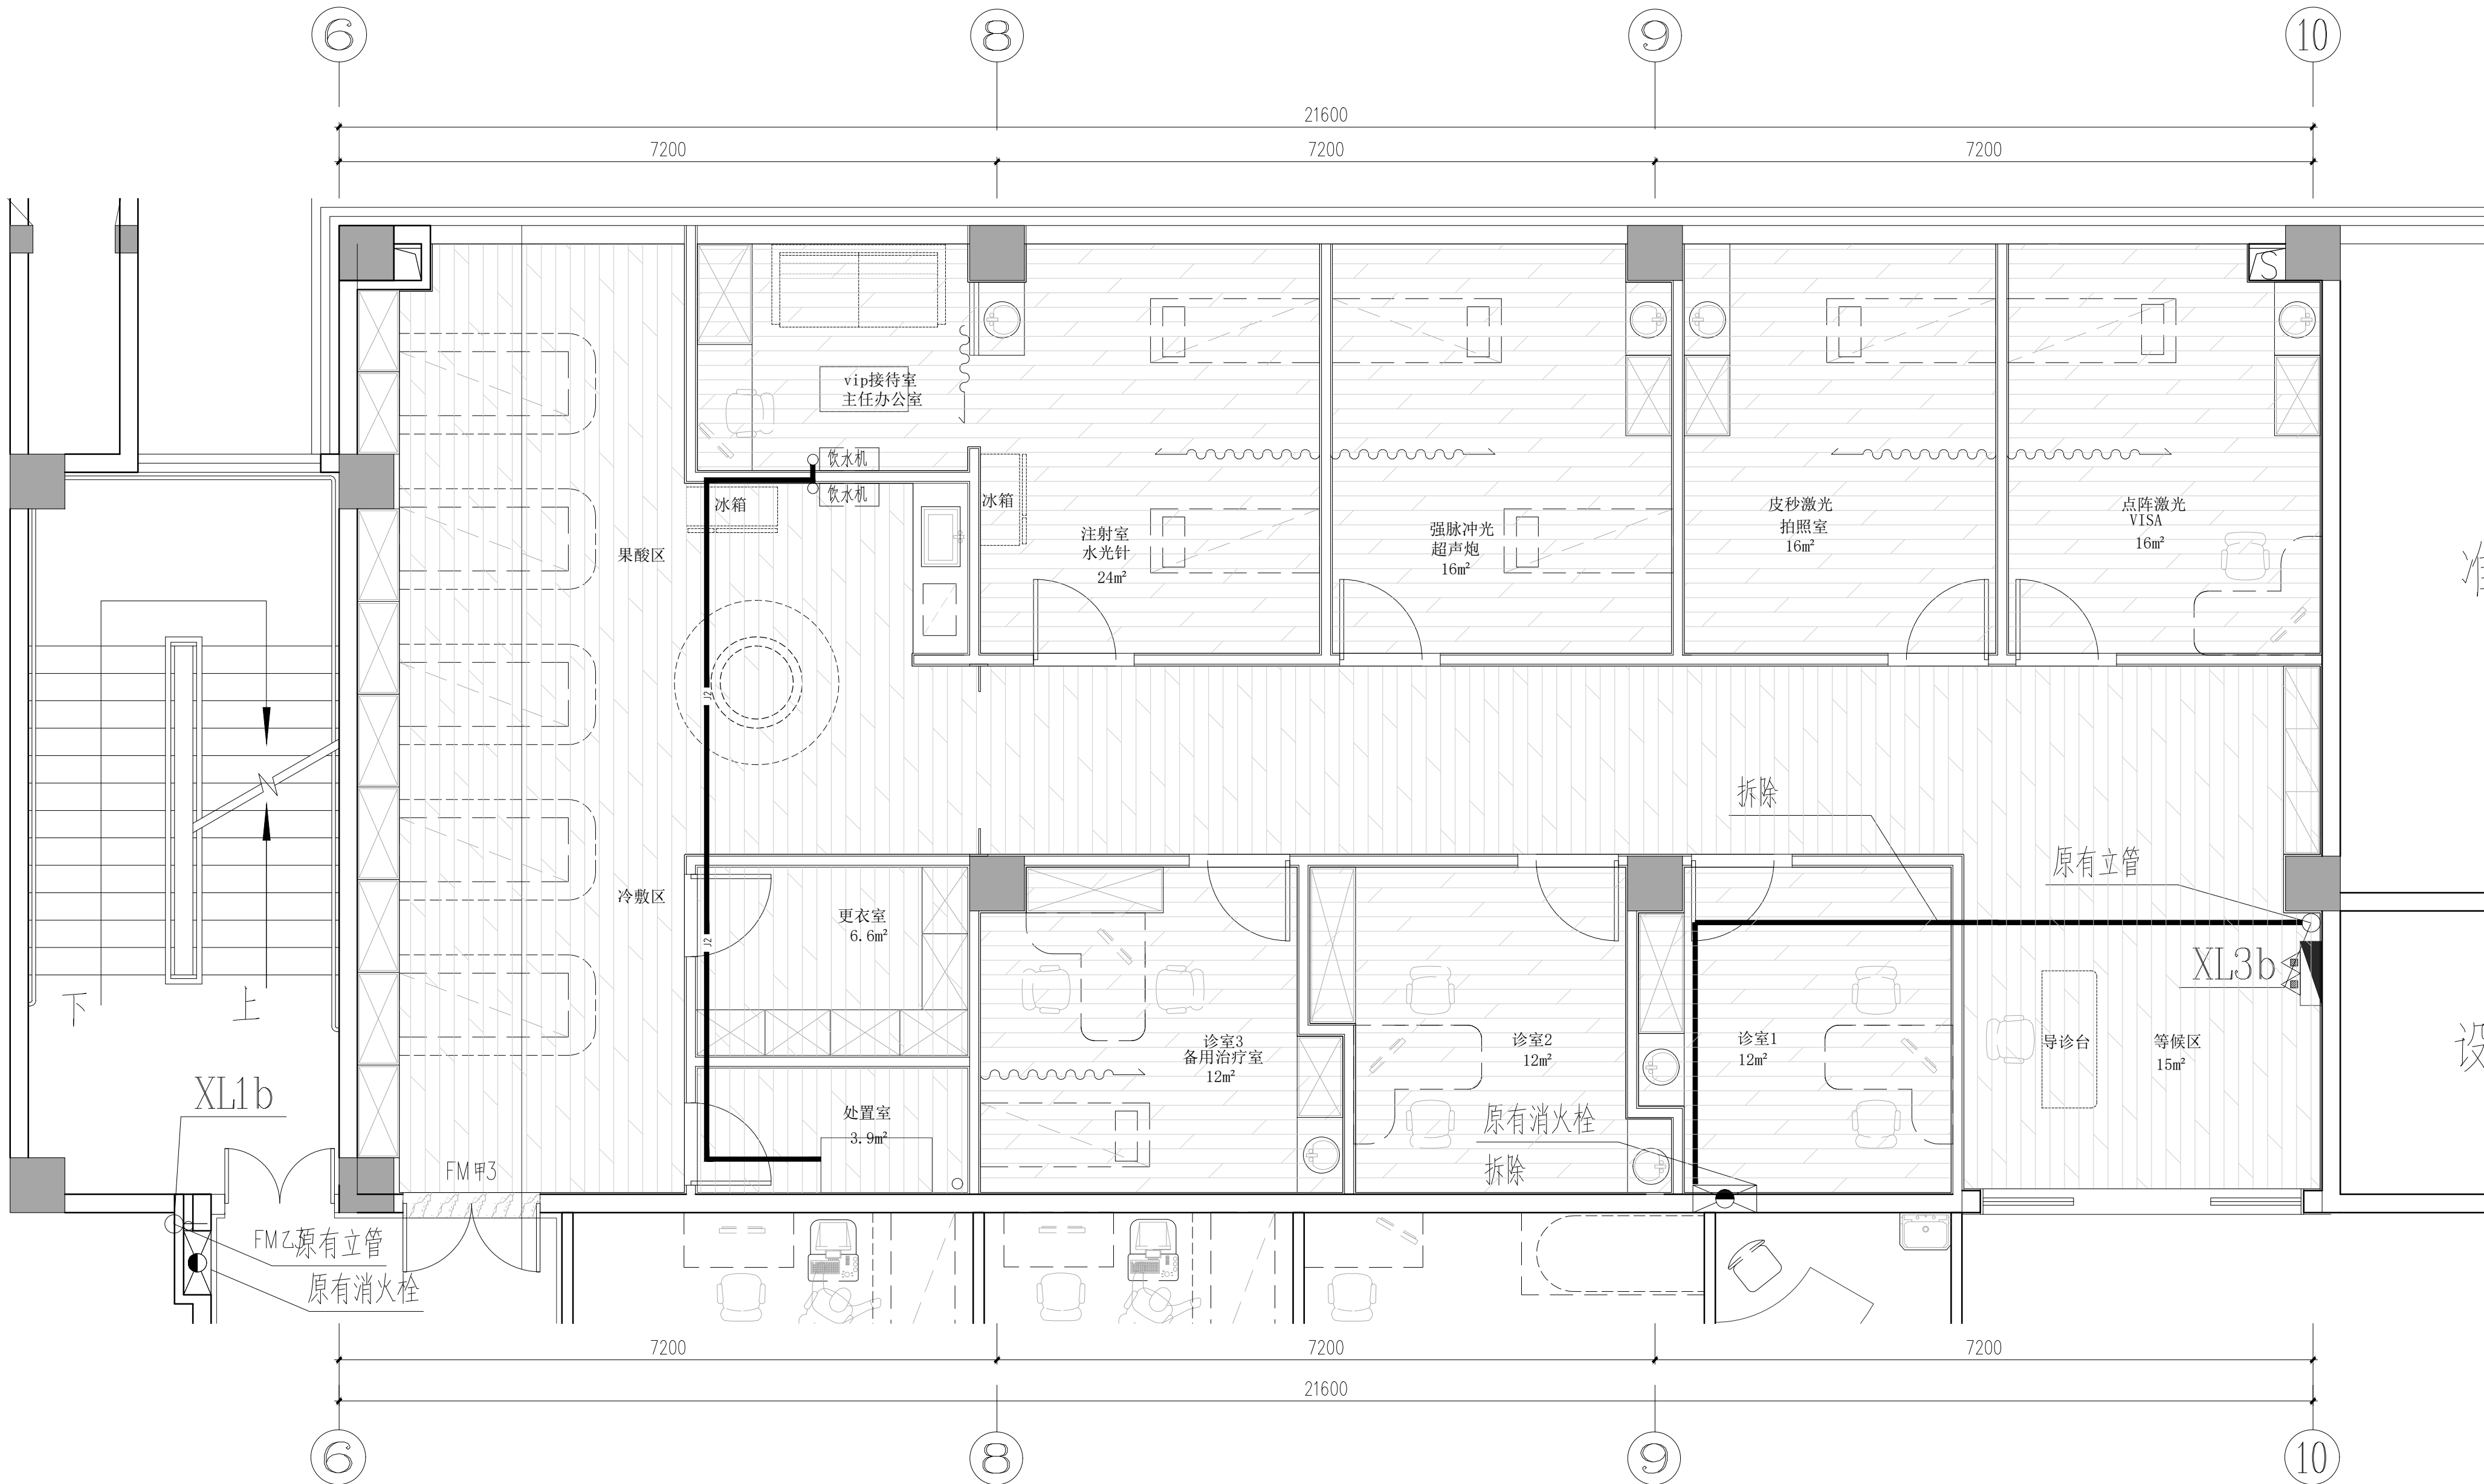 6
8
9
10
21600
7200
7200
7200
S
vip接待室
主任办公室
饮水机
饮水机
冰箱
冰箱
果酸区
注射室
水光针
24m²
强脉冲光
超声炮
16m²
皮秒激光
拍照室
16m²
点阵激光
VISA
16m²
J2
拆除
原有立管
冷敷区
更衣室
6.6m²
J2
XL3b
下
上
诊室3
备用治疗室
12m²
诊室2
12m²
诊室1
12m²
导诊台
等候区
15m²
XL1b
处置室
3.9m²
原有消火栓
拆除
FM甲3
原有立管
原有消火栓
7200
7200
7200
21600
6
8
9
10